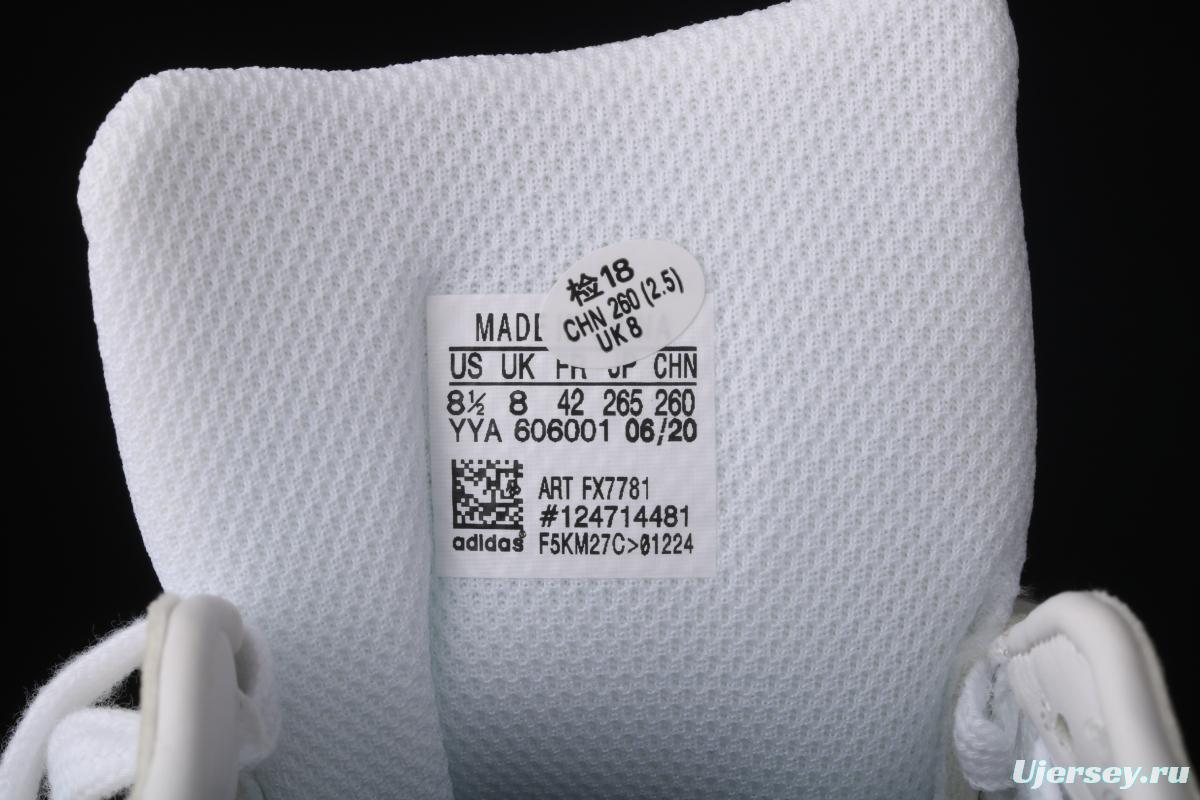 检18
CHN 260 (2.5)
UK 8
MADE
US UK FR JP CHN
8½ 8 42 265 260
YYA 606001 06/20
ART FX7781
#124714481
adidas® F5KM27C>01224
Ujersey.ru